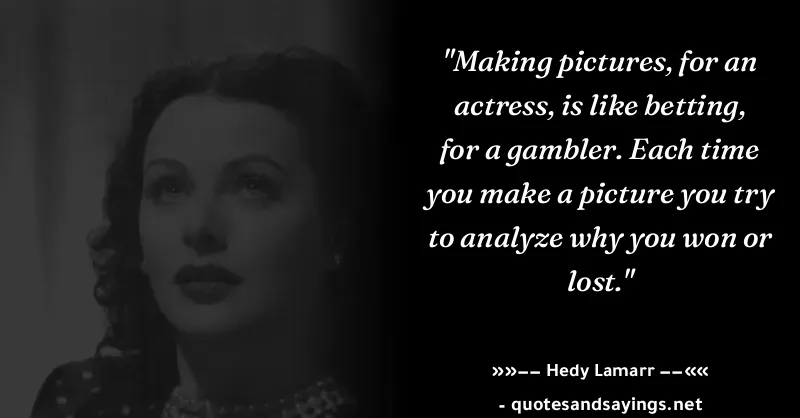 "Making pictures, for an
actress, is like betting,
for a gambler. Each time
you make a picture you try
to analyze why you won or
lost."
»»–– Hedy Lamarr ––««
- quotesandsayings.net